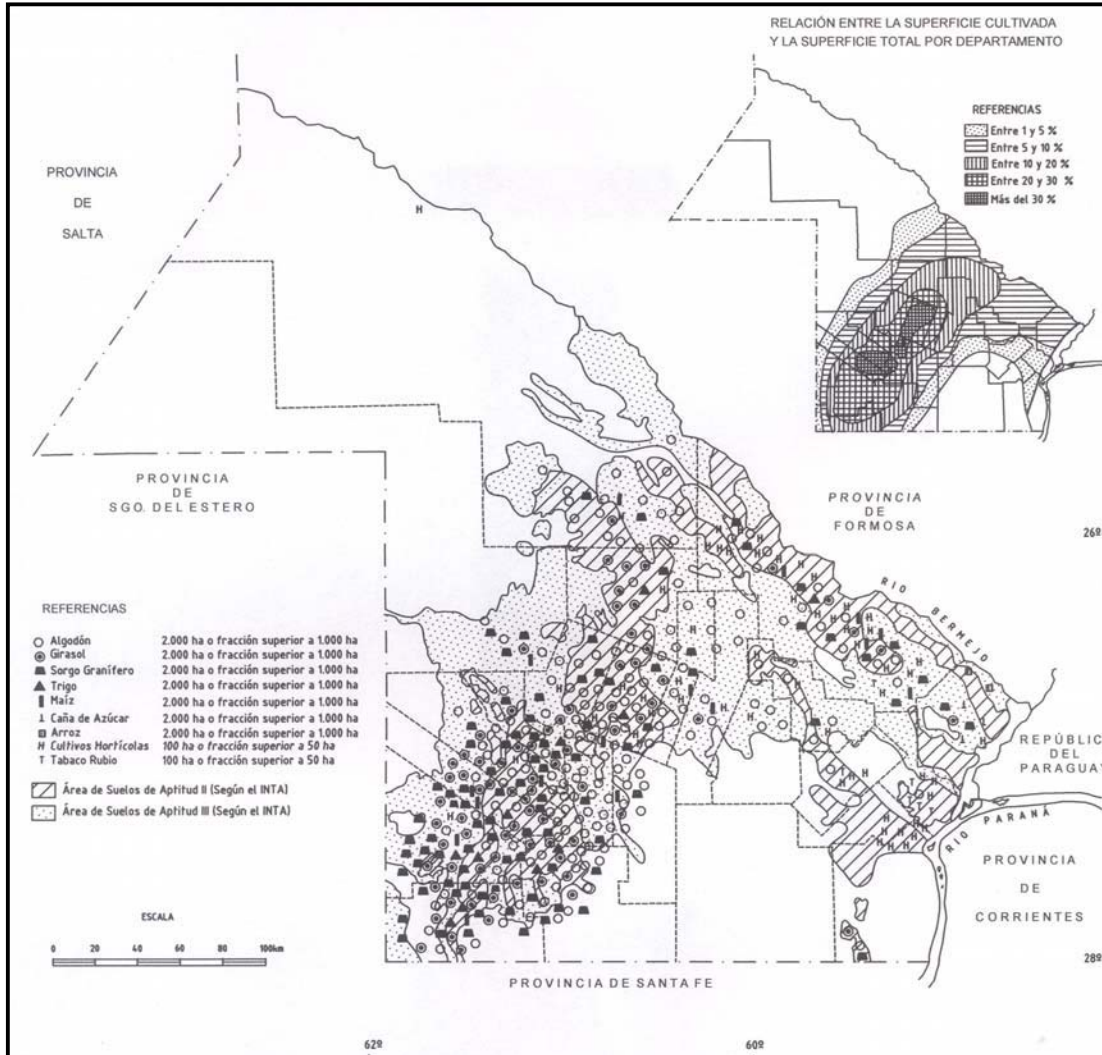 RELACIÓN ENTRE LA SUPERFICIE CULTIVADA
Y LA SUPERFICIE TOTAL POR DEPARTAMENTO
REFERENCIAS
Entre 1 y 5 %
Entre 5 y 10 %
Entre 10 y 20 %
Entre 20 y 30 %
Más del 30 %
PROVINCIA
DE
SALTA
PROVINCIA
DE
SGO. DEL ESTERO
PROVINCIA
DE
FORMOSA
26º
RIO BERMEJO
REFERENCIAS
Algodón 2.000 ha o fracción superior a 1.000 ha
Girasol 2.000 ha o fracción superior a 1.000 ha
Sorgo Granífero 2.000 ha o fracción superior a 1.000 ha
Trigo 2.000 ha o fracción superior a 1.000 ha
Maíz 2.000 ha o fracción superior a 1.000 ha
Caña de Azúcar 2.000 ha o fracción superior a 1.000 ha
Arroz 2.000 ha o fracción superior a 1.000 ha
H Cultivos Hortícolas 100 ha o fracción superior a 50 ha
T Tabaco Rubio 100 ha o fracción superior a 50 ha
Área de Suelos de Aptitud II (Según el INTA)
Área de Suelos de Aptitud III (Según el INTA)
REPÚBLIC
DEL
PARAGUAY
RIO PARANÁ
PROVINCIA
DE
CORRIENTES
ESCALA
0 20 40 60 80 100km
28º
PROVINCIA DE SANTA FE
62º 60º